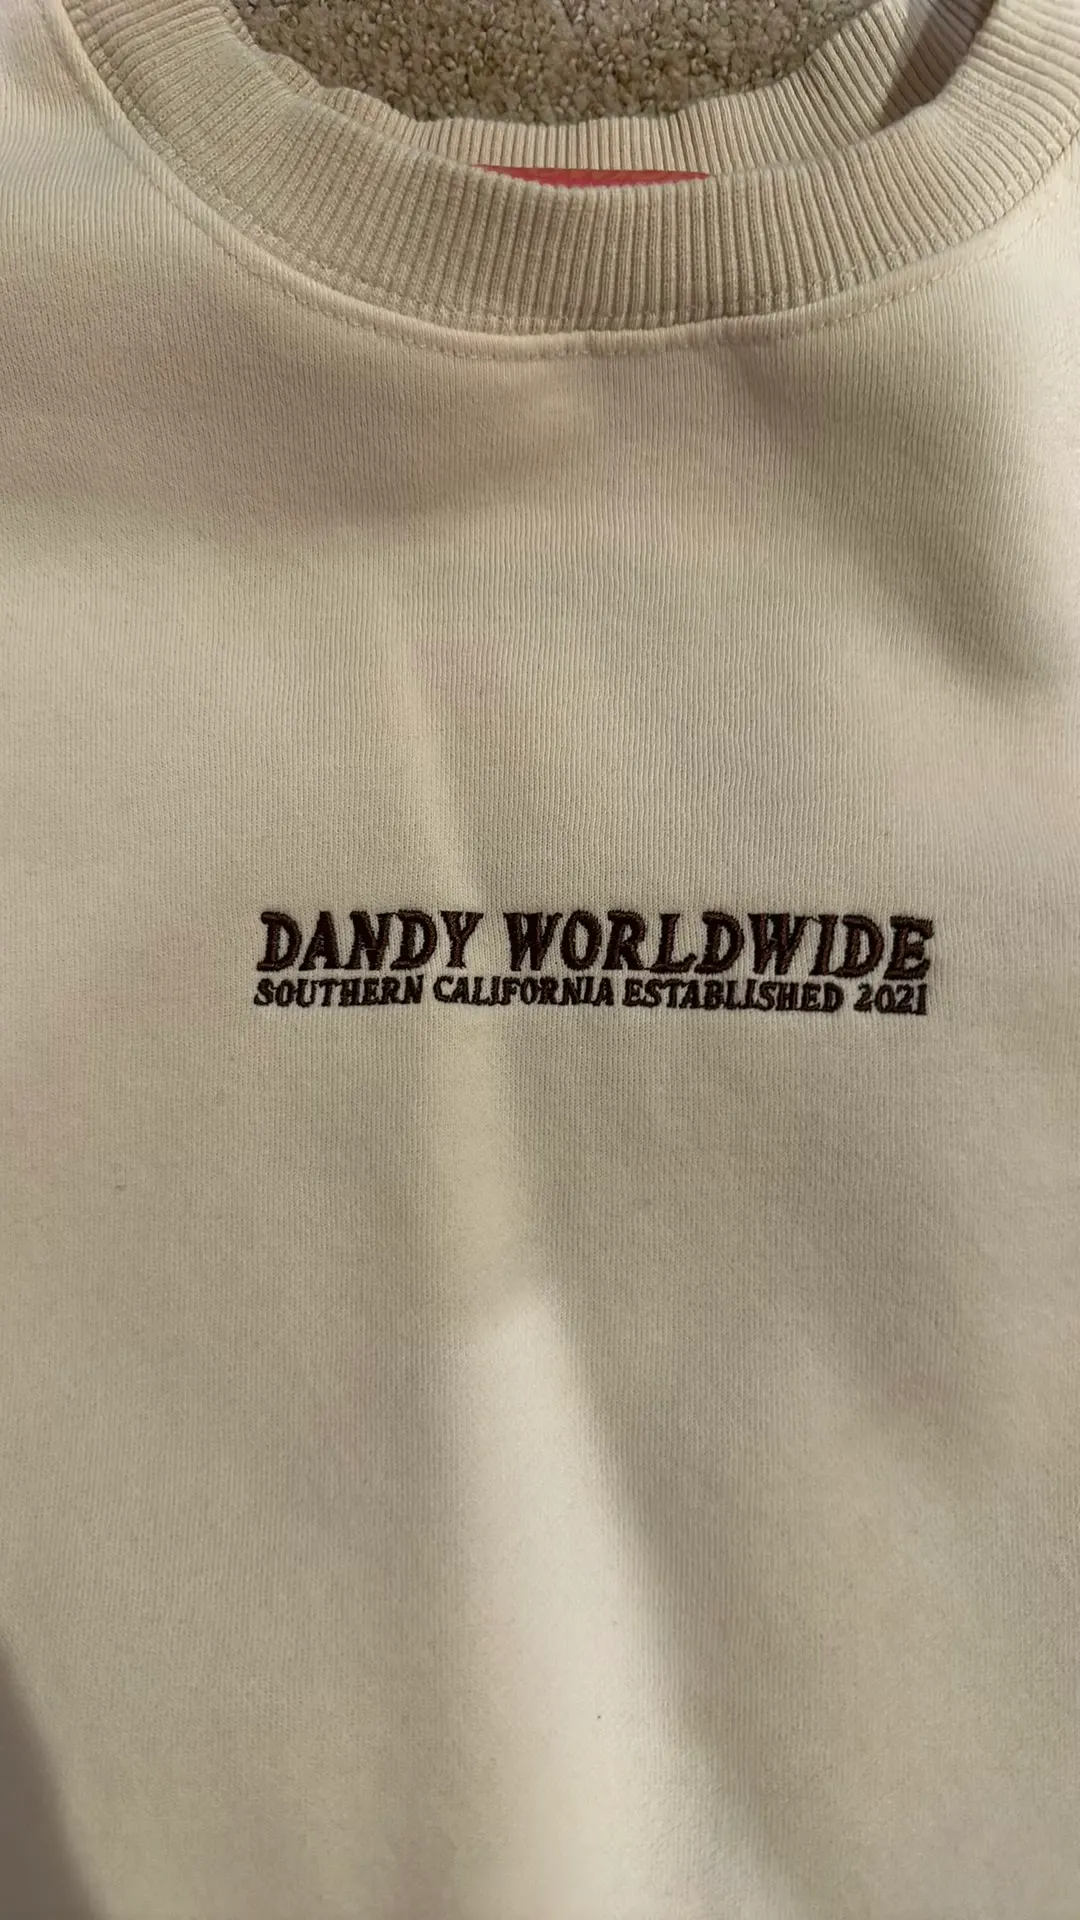 DANDY WORLDWIDE
SOUTHERN CALIFORNIA ESTABLISHED 2021